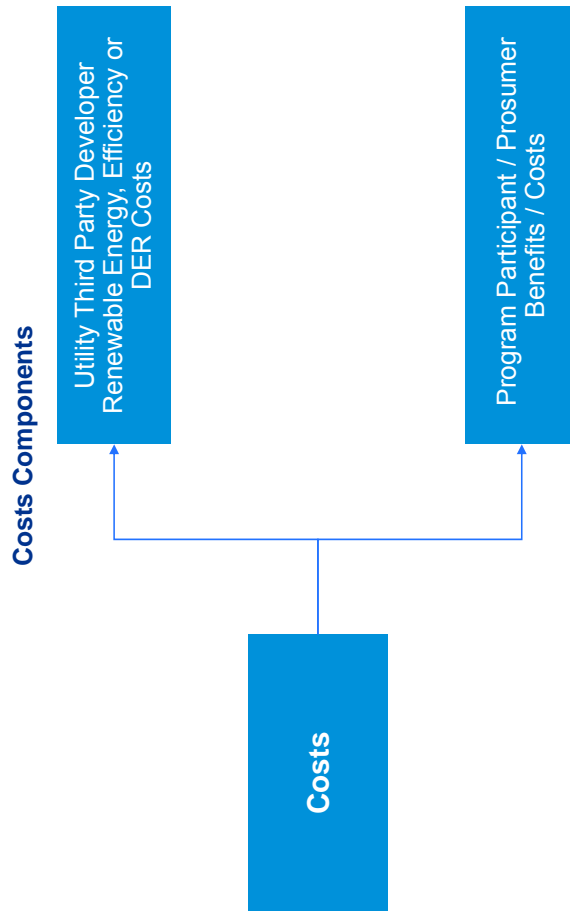 Costs Components
Costs
Utility Third Party Developer
Renewable Energy, Efficiency or
DER Costs
Program Participant / Prosumer
Benefits / Costs